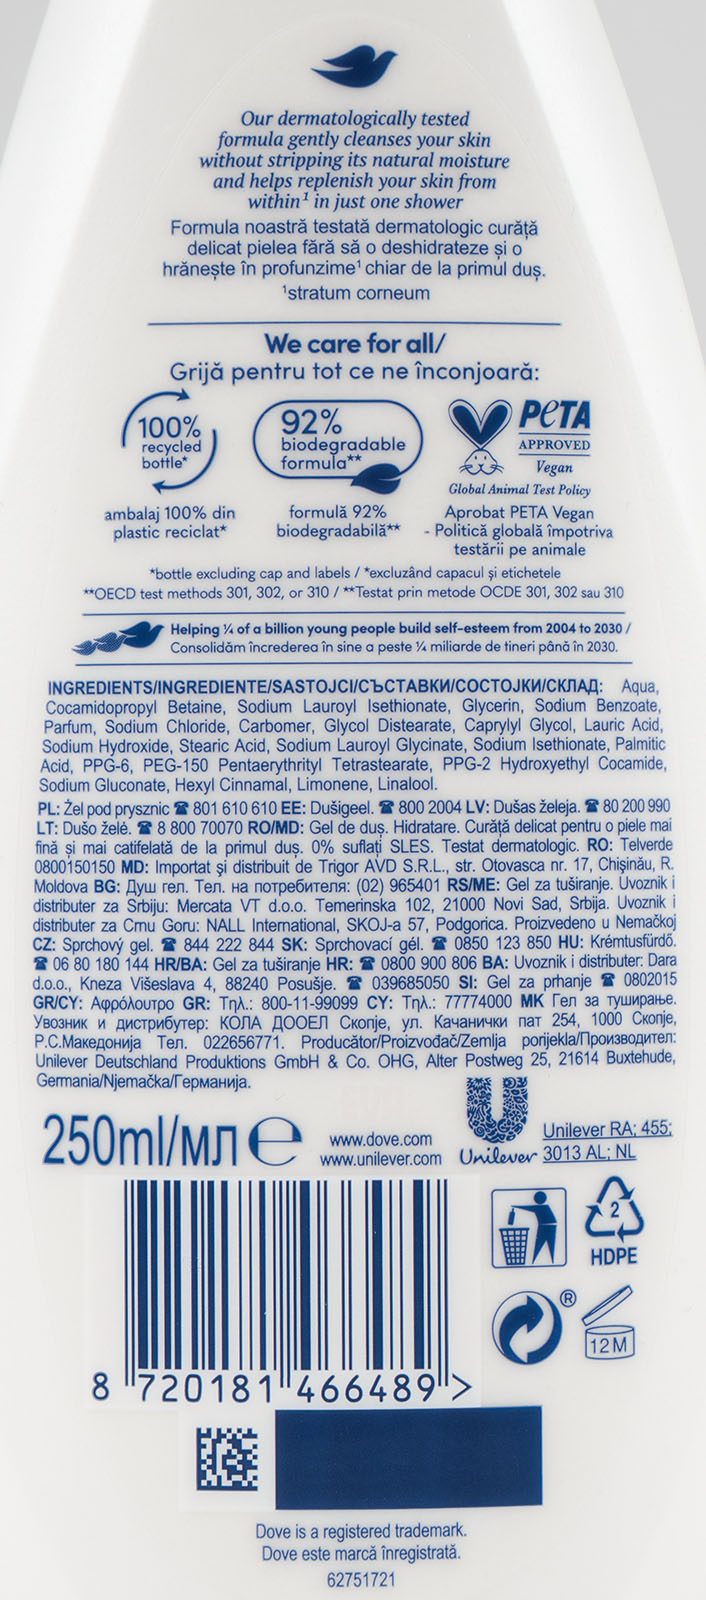 Our dermatologically tested
formula gently cleanses your skin
without stripping its natural moisture
and helps replenish your skin from
within¹ in just one shower
Formula noastră testată dermatologic curăță
delicat pielea fără să o deshidrateze și o
hrănește în profunzime¹ chiar de la primul duș.
¹stratum corneum
We care for all/
Grijă pentru tot ce ne înconjoară:
100%
recycled
bottle*
ambalaj 100% din
plastic reciclat*
92%
biodegradable
formula**
formulă 92%
biodegradabilă**
PETA
APPROVED
Vegan
Global Animal Test Policy
Aprobat PETA Vegan
- Politică globală împotriva
testării pe animale
*bottle excluding cap and labels / *excluzând capacul și etichetele
**OECD test methods 301, 302, or 310 / **Testat prin metode OCDE 301, 302 sau 310
Helping ¼ of a billion young people build self-esteem from 2004 to 2030 /
Consolidăm încrederea în sine a peste ¼ miliarde de tineri până în 2030.
INGREDIENTS/INGREDIENTE/SASTOJCI/СЪСТАВКИ/СОСТОЈКИ/СКЛАД: Aqua,
Cocamidopropyl Betaine, Sodium Lauroyl Isethionate, Glycerin, Sodium Benzoate,
Parfum, Sodium Chloride, Carbomer, Glycol Distearate, Caprylyl Glycol, Lauric Acid,
Sodium Hydroxide, Stearic Acid, Sodium Lauroyl Glycinate, Sodium Isethionate, Palmitic
Acid, PPG-6, PEG-150 Pentaerythrityl Tetrastearate, PPG-2 Hydroxyethyl Cocamide,
Sodium Gluconate, Hexyl Cinnamal, Limonene, Linalool.
PL: Żel pod prysznic ☎ 801 610 610 EE: Dušigeel. ☎ 800 2004 LV: Dušas želeja. ☎ 80 200 990
LT: Dušo želė. ☎ 8 800 70070 RO/MD: Gel de duș. Hidratare. Curăță delicat pentru o piele mai
fină și mai catifelată de la primul duș. 0% sulfați SLES. Testat dermatologic. RO: Telverde
0800150150 MD: Importat și distribuit de Trigor AVD S.R.L., str. Otovasca nr. 17, Chișinău, R.
Moldova BG: Душ гел. Тел. на потребителя: (02) 965401 RS/ME: Gel za tuširanje. Uvoznik i
distributer za Srbiju: Mercata VT d.o.o. Temerinska 102, 21000 Novi Sad, Srbija. Uvoznik i
distributer za Crnu Goru: NALL International, SKOJ-a 57, Podgorica. Proizvedeno u Nemačkoj
CZ: Sprchový gel. ☎ 844 222 844 SK: Sprchovací gél. ☎ 0850 123 850 HU: Krémtusfürdő.
☎ 06 80 180 144 HR/BA: Gel za tuširanje HR: ☎ 0800 900 806 BA: Uvoznik i distributer: Dara
d.o.o., Kneza Višeslava 4, 88240 Posušje. ☎ 039685050 SI: Gel za prhanje ☎ 0802015
GR/CY: Αφρόλουτρο GR: Τηλ.: 800-11-99099 CY: Τηλ.: 77774000 MK Гел за туширање.
Увозник и дистрибутер: КОЛА ДООЕЛ Скопје, ул. Качанички пат 254, 1000 Скопје,
Р.С.Македонија Тел. 022656771. Producător/Proizvođač/Zemlja porijekla/Производител:
Unilever Deutschland Produktions GmbH & Co. OHG, Alter Postweg 25, 21614 Buxtehude,
Germania/Njemačka/Германија.
250ml/мл e
www.dove.com
www.unilever.com
Unilever
Unilever RA; 455;
3013 AL; NL
2
HDPE
®
12M
8 720181 466489 >
Dove is a registered trademark.
Dove este marcă înregistrată.
62751721